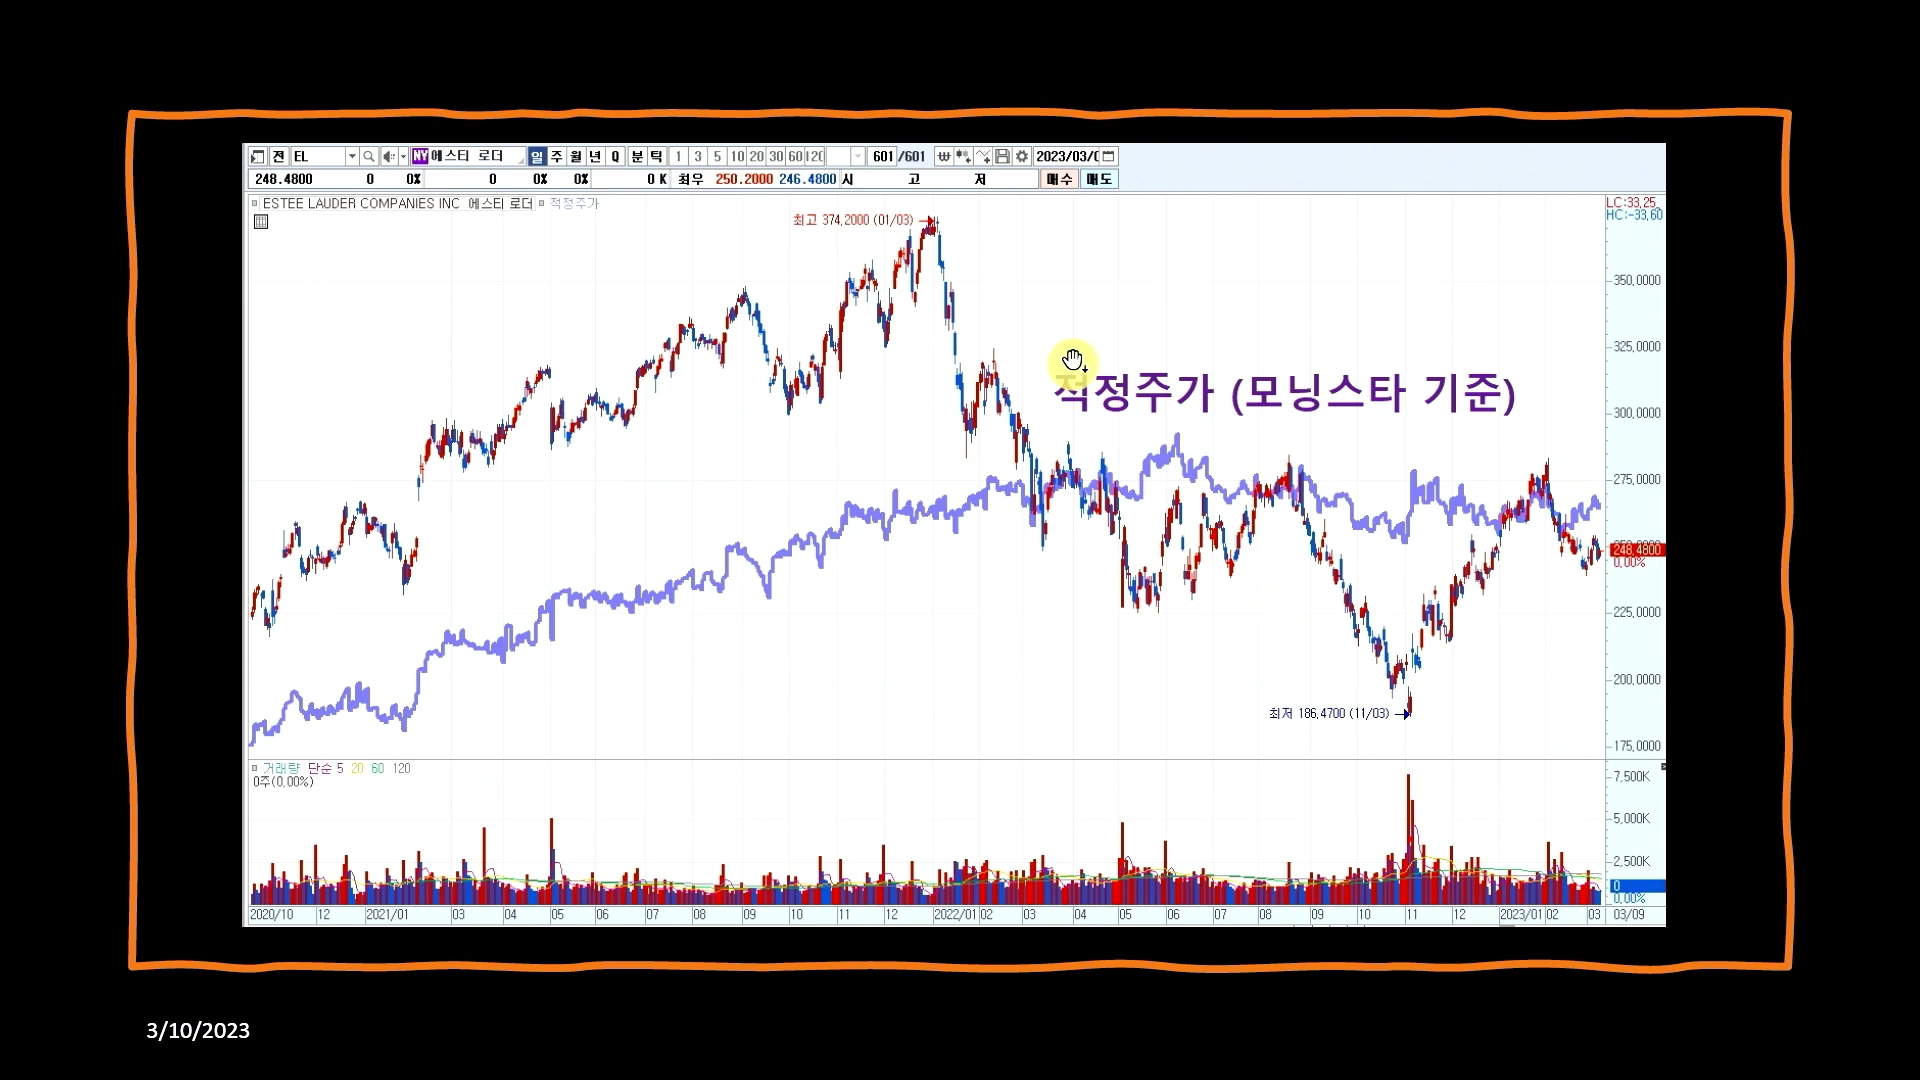 전 EL NY 에스티 로더 일 주 월 년 Q 분 틱 1 3 5 10 20 30 60 120 601 /601 ₩ 2023/03/0
248.4800 0 0% 0 0% 0% 0 K 최우 250.2000 246.4800 시 고 저 매수 매도
ESTEE LAUDER COMPANIES INC 에스티 로더 적정주가
LC:33,25
HC:-33,60
최고 374,2000 (01/03)
350,0000
325,0000
적정주가 (모닝스타 기준)
300,0000
275,0000
248,4800
0,00%
225,0000
200,0000
최저 186,4700 (11/03)
175,0000
거래량 단순 5 20 60 120
0주(0,00%)
7,500K
5,000K
2,500K
0
0,00%
2020/10 12 2021/01 03 04 05 06 07 08 09 10 11 12 2022/01 02 03 04 05 06 07 08 09 10 11 12 2023/01 02 03 03/09
3/10/2023